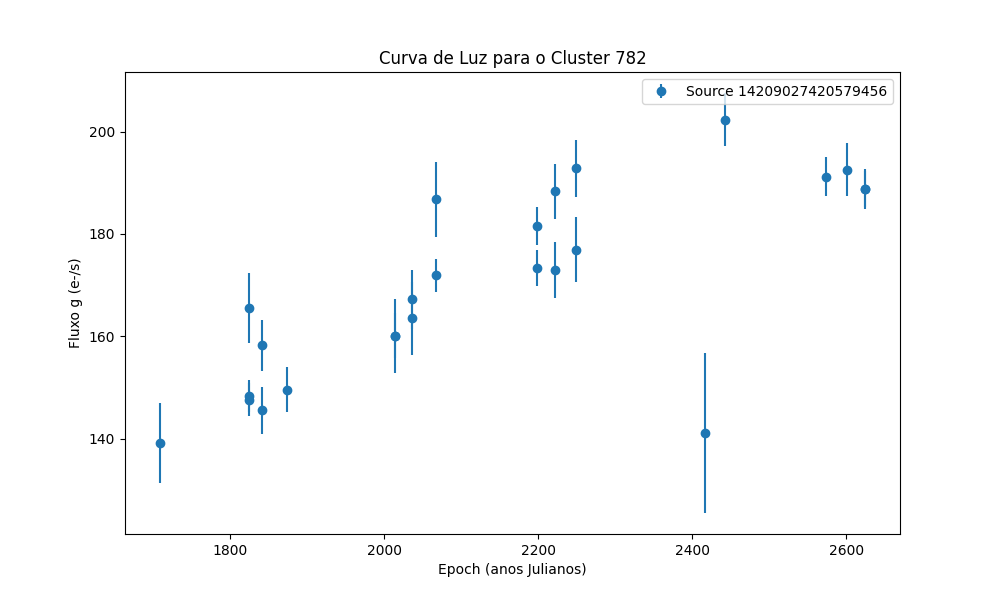 Curva de Luz para o Cluster 782
Source 14209027420579456
Fluxo g (e-/s)
200
180
160
140
1800 2000 2200 2400 2600
Epoch (anos Julianos)